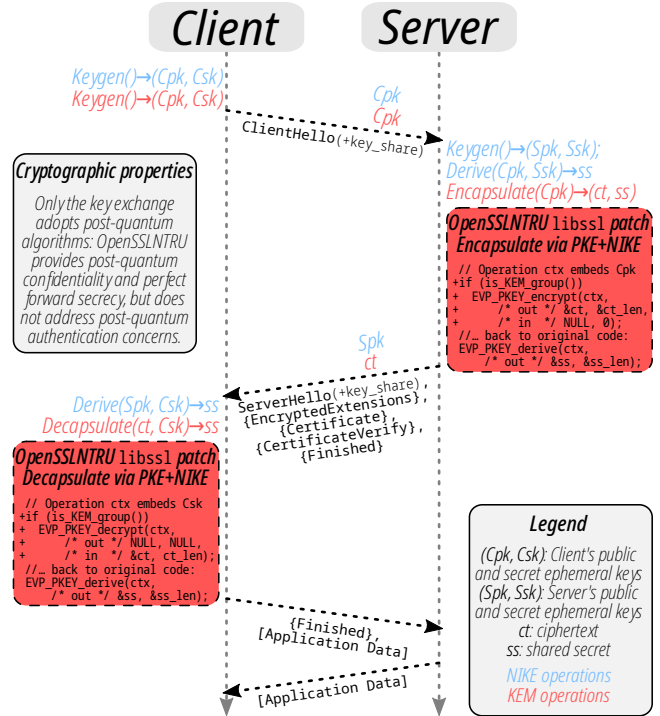 Client
Server
Keygen()→(Cpk, Csk)
Keygen()→(Cpk, Csk)
Cpk
Cpk
ClientHello(+key_share)
Keygen()→(Spk, Ssk);
Derive(Cpk, Ssk)→ss
Encapsulate(Cpk)→(ct, ss)
Cryptographic properties
Only the key exchange
adopts post-quantum
algorithms: OpenSSLNTRU
provides post-quantum
confidentiality and perfect
forward secrecy, but does
not address post-quantum
authentication concerns.
OpenSSLNTRU libssl patch
Encapsulate via PKE+NIKE
// Operation ctx embeds Cpk
+if (is_KEM_group())
+  EVP_PKEY_encrypt(ctx,
+      /* out */ &ct, &ct_len,
+      /* in  */ NULL, 0);
//… back to original code:
EVP_PKEY_derive(ctx,
/* out */ &ss, &ss_len);
Spk
ct
ServerHello(+key_share),
{EncryptedExtensions},
{Certificate},
{CertificateVerify},
{Finished}
Derive(Spk, Csk)→ss
Decapsulate(ct, Csk)→ss
OpenSSLNTRU libssl patch
Decapsulate via PKE+NIKE
// Operation ctx embeds Csk
+if (is_KEM_group())
+  EVP_PKEY_decrypt(ctx,
+      /* out */ NULL, NULL,
+      /* in  */ &ct, ct_len);
//… back to original code:
EVP_PKEY_derive(ctx,
/* out */ &ss, &ss_len);
{Finished},
[Application Data]
[Application Data]
Legend
(Cpk, Csk): Client's public
and secret ephemeral keys
(Spk, Ssk): Server's public
and secret ephemeral keys
ct: ciphertext
ss: shared secret
NIKE operations
KEM operations